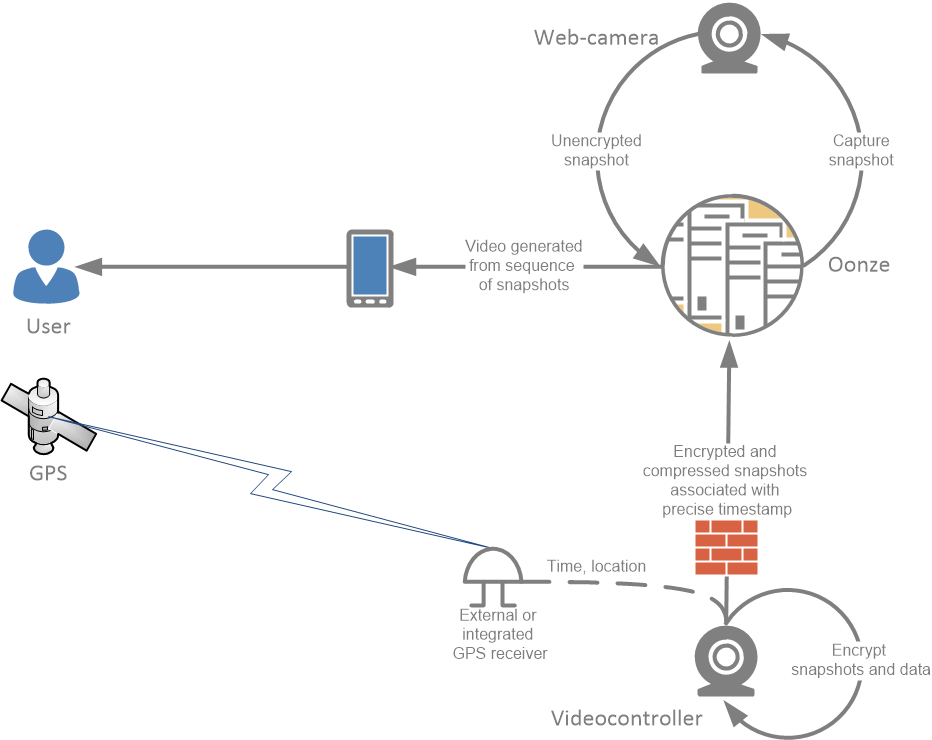 Web-camera
Unencrypted
snapshot
Capture
snapshot
Video generated
from sequence
of snapshots
Oonze
User
GPS
Encrypted and
compressed snapshots
associated with
precise timestamp
Time, location
External or
integrated
GPS receiver
Encrypt
snapshots and data
Videocontroller